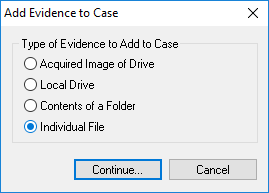 Add Evidence to Case
Type of Evidence to Add to Case
Acquired Image of Drive
Local Drive
Contents of a Folder
Individual File
Continue...
Cancel